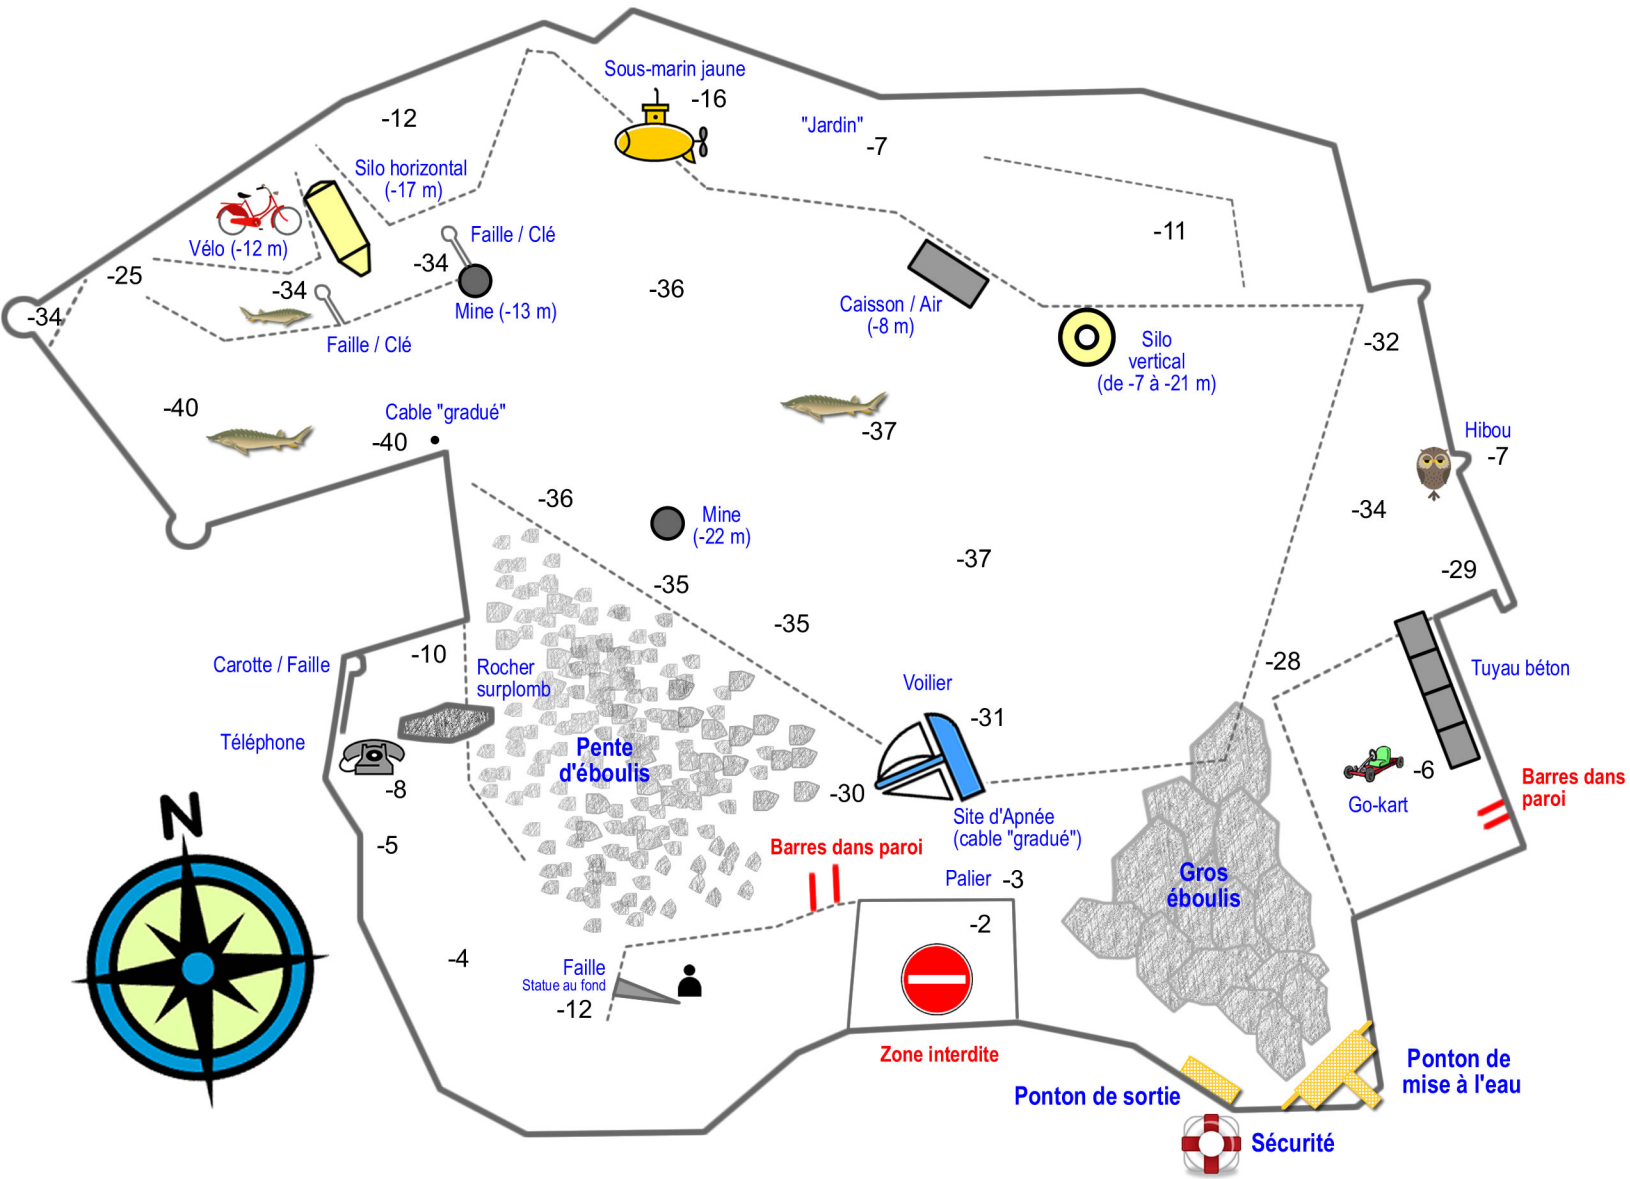 Sous-marin jaune
-16
-12
"Jardin"
-7
Silo horizontal
(-17 m)
Vélo (-12 m)
-11
Faille / Clé
-34
-25
-34
-36
-34
Mine (-13 m)
Caisson / Air
(-8 m)
Faille / Clé
Silo
vertical
(de -7 à -21 m)
-32
-40
Cable "gradué"
-40
-37
Hibou
-7
-36
Mine
(-22 m)
-34
-37
-29
-35
-35
-10
Carotte / Faille
Rocher
surplomb
-28
Tuyau béton
Voilier
-31
Téléphone
-8
Pente
d'éboulis
-30
Go-kart
-6
Barres dans
paroi
N
-5
Site d'Apnée
(cable "gradué")
Barres dans paroi
Palier -3
Gros
éboulis
-2
-4
Faille
Statue au fond
-12
Zone interdite
Ponton de
mise à l'eau
Ponton de sortie
Sécurité